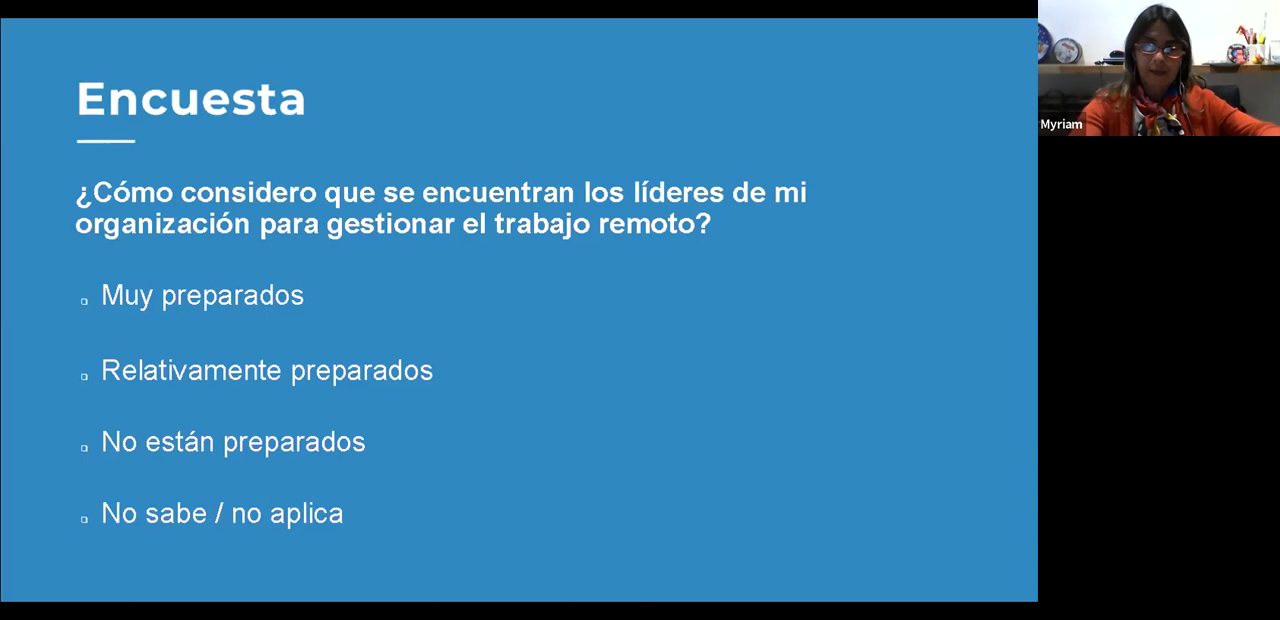 Encuesta
¿Cómo considero que se encuentran los líderes de mi
organización para gestionar el trabajo remoto?
Muy preparados
Relativamente preparados
No están preparados
No sabe / no aplica
Myriam